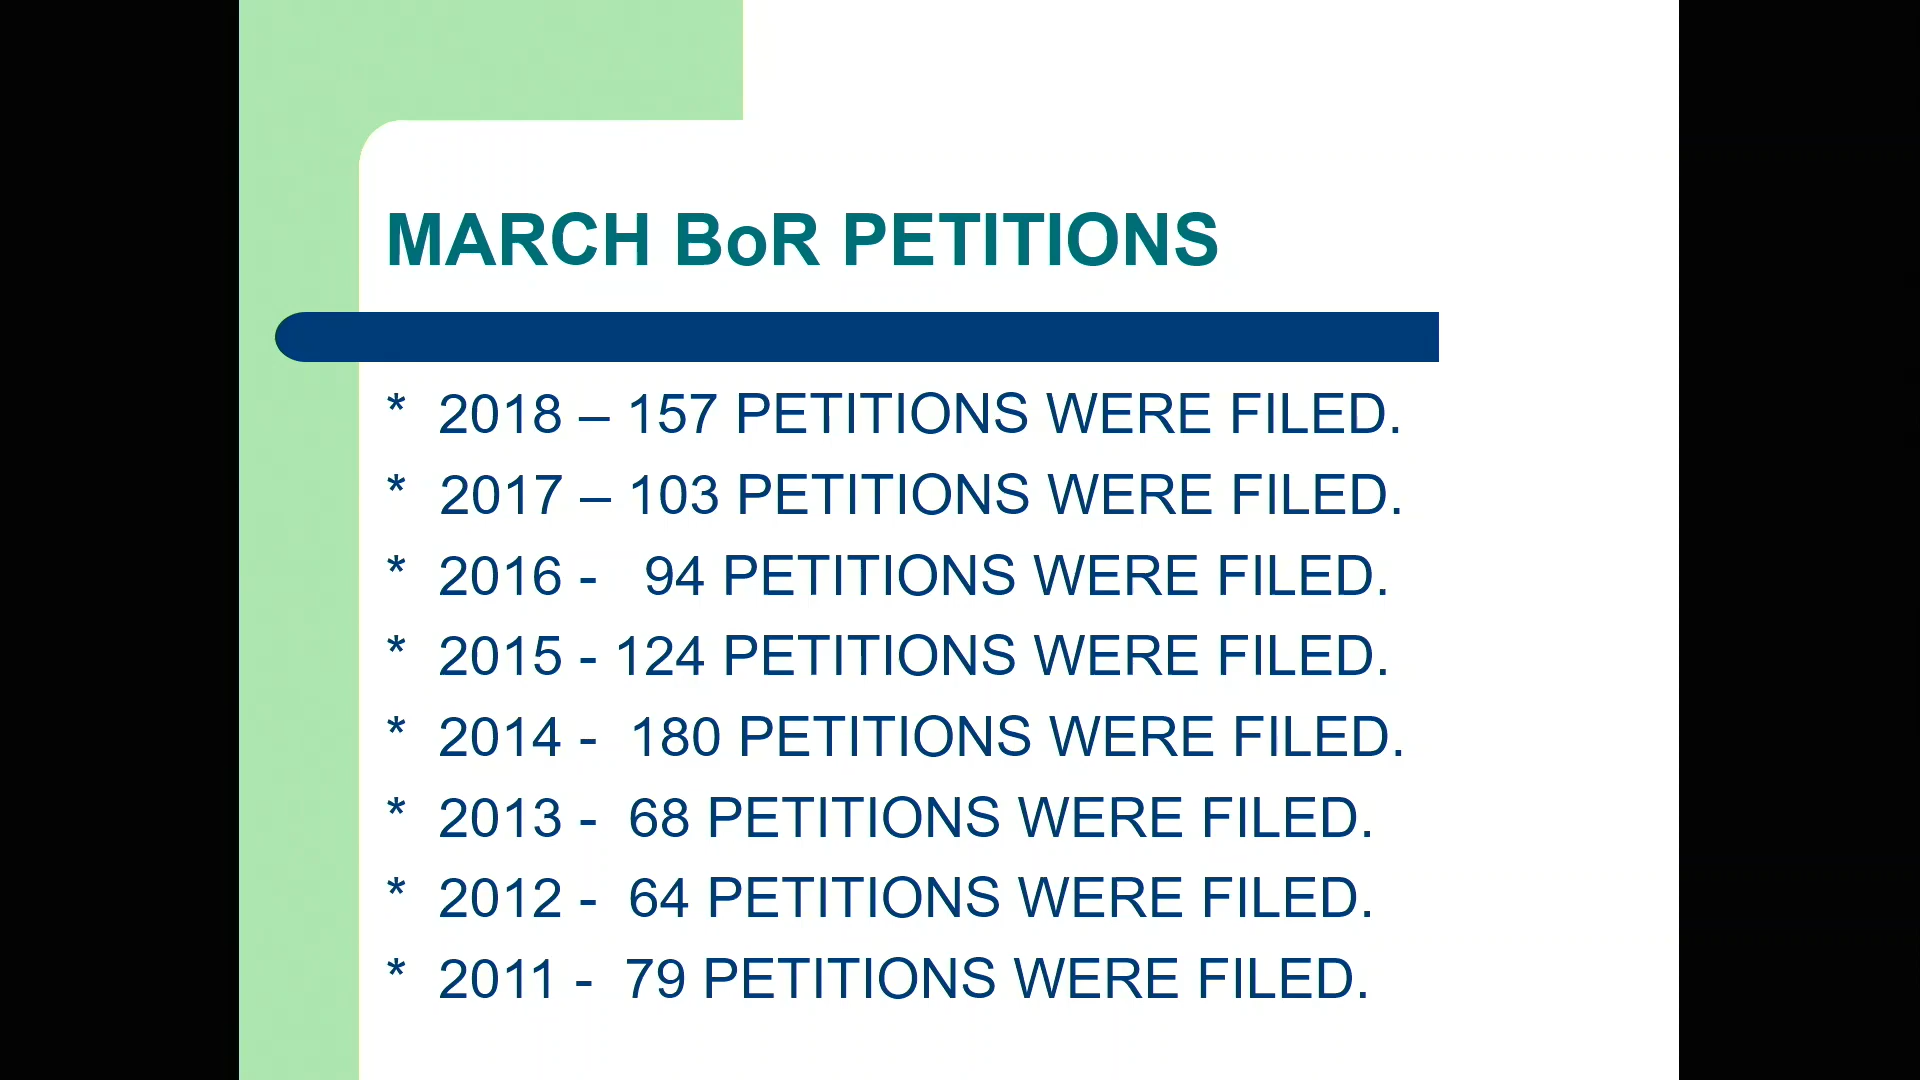 MARCH BoR PETITIONS
* 2018 – 157 PETITIONS WERE FILED.
* 2017 – 103 PETITIONS WERE FILED.
* 2016 - 94 PETITIONS WERE FILED.
* 2015 - 124 PETITIONS WERE FILED.
* 2014 - 180 PETITIONS WERE FILED.
* 2013 - 68 PETITIONS WERE FILED.
* 2012 - 64 PETITIONS WERE FILED.
* 2011 - 79 PETITIONS WERE FILED.